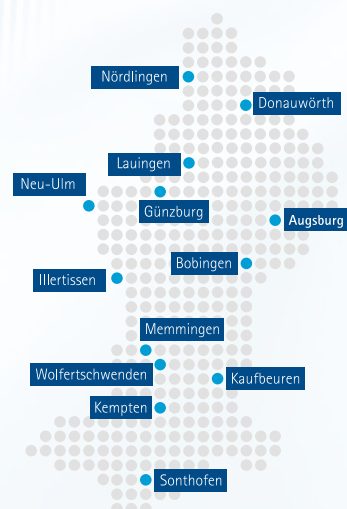 Nördlingen
Donauwörth
Lauingen
Neu-Ulm
Günzburg
Augsburg
Bobingen
Illertissen
Memmingen
Wolfertschwenden
Kaufbeuren
Kempten
Sonthofen